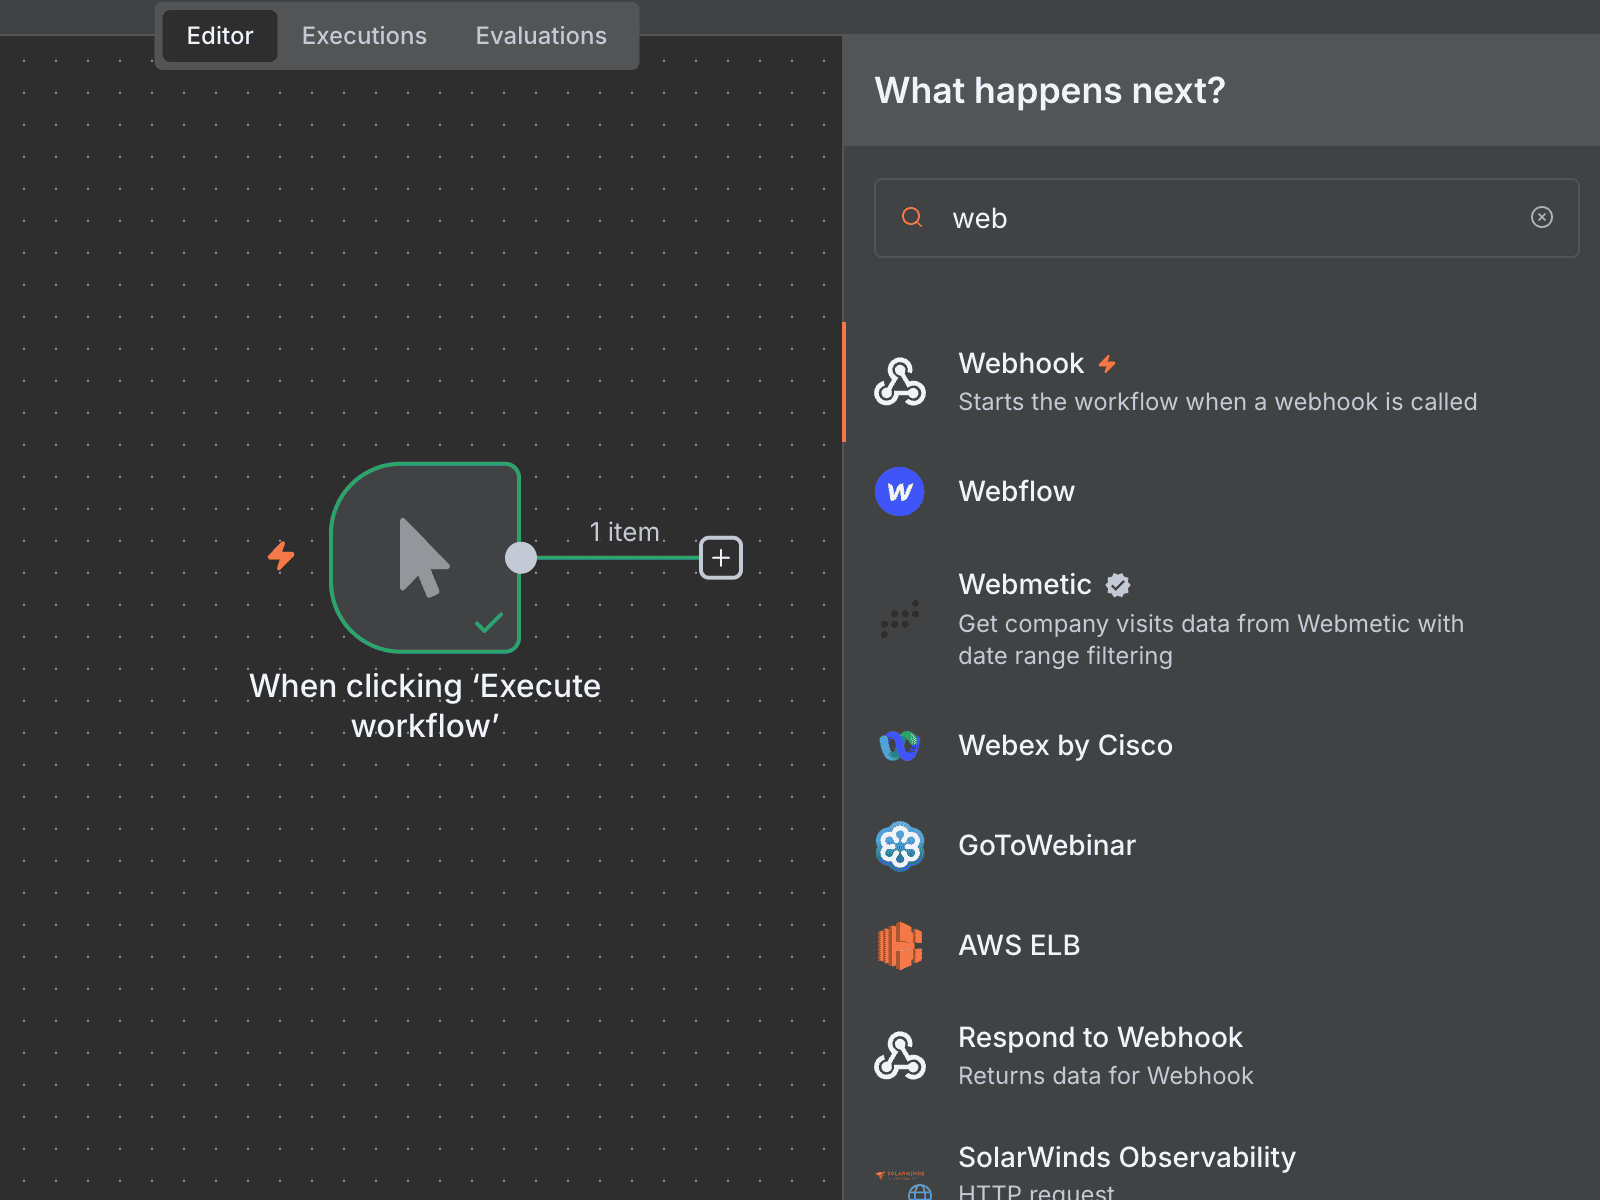 Editor
Executions
Evaluations
What happens next?
web
Webhook
Starts the workflow when a webhook is called
Webflow
Webmetic
Get company visits data from Webmetic with
date range filtering
Webex by Cisco
GoToWebinar
AWS ELB
Respond to Webhook
Returns data for Webhook
SolarWinds Observability
SOLARWINDS
HTTP request
1 item
When clicking ‘Execute
workflow’